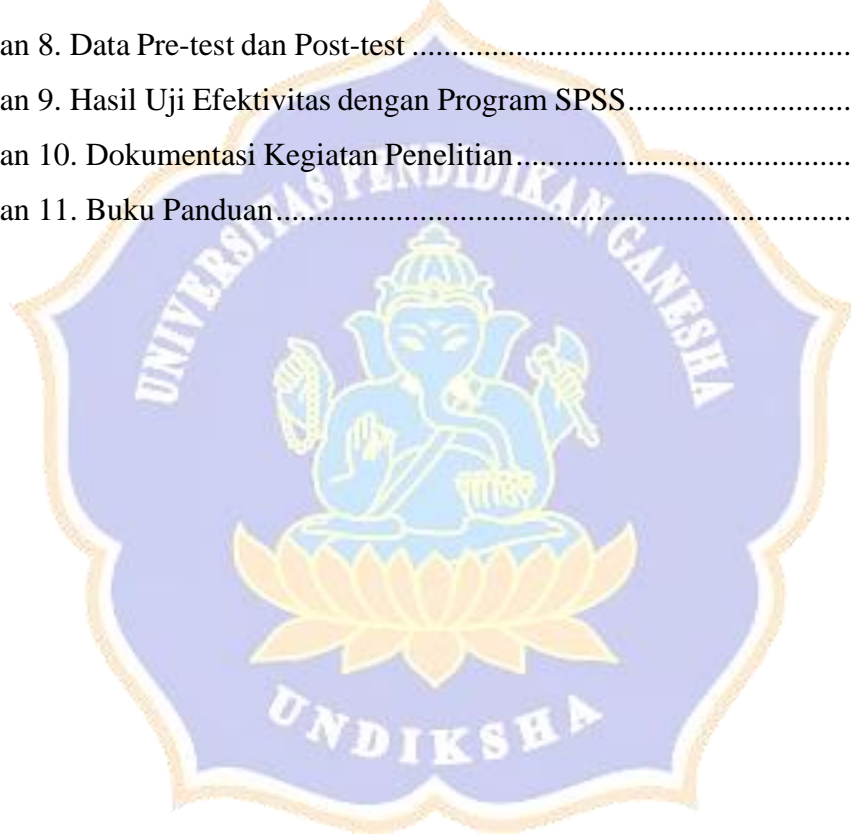 an 8. Data Pre-test dan Post-test ........................................................
an 9. Hasil Uji Efektivitas dengan Program SPSS............................
an 10. Dokumentasi Kegiatan Penelitian..........................................
an 11. Buku Panduan........................................................................
UNIVERSITAS PENDIDIKAN GANESHA
UNDIKSHA